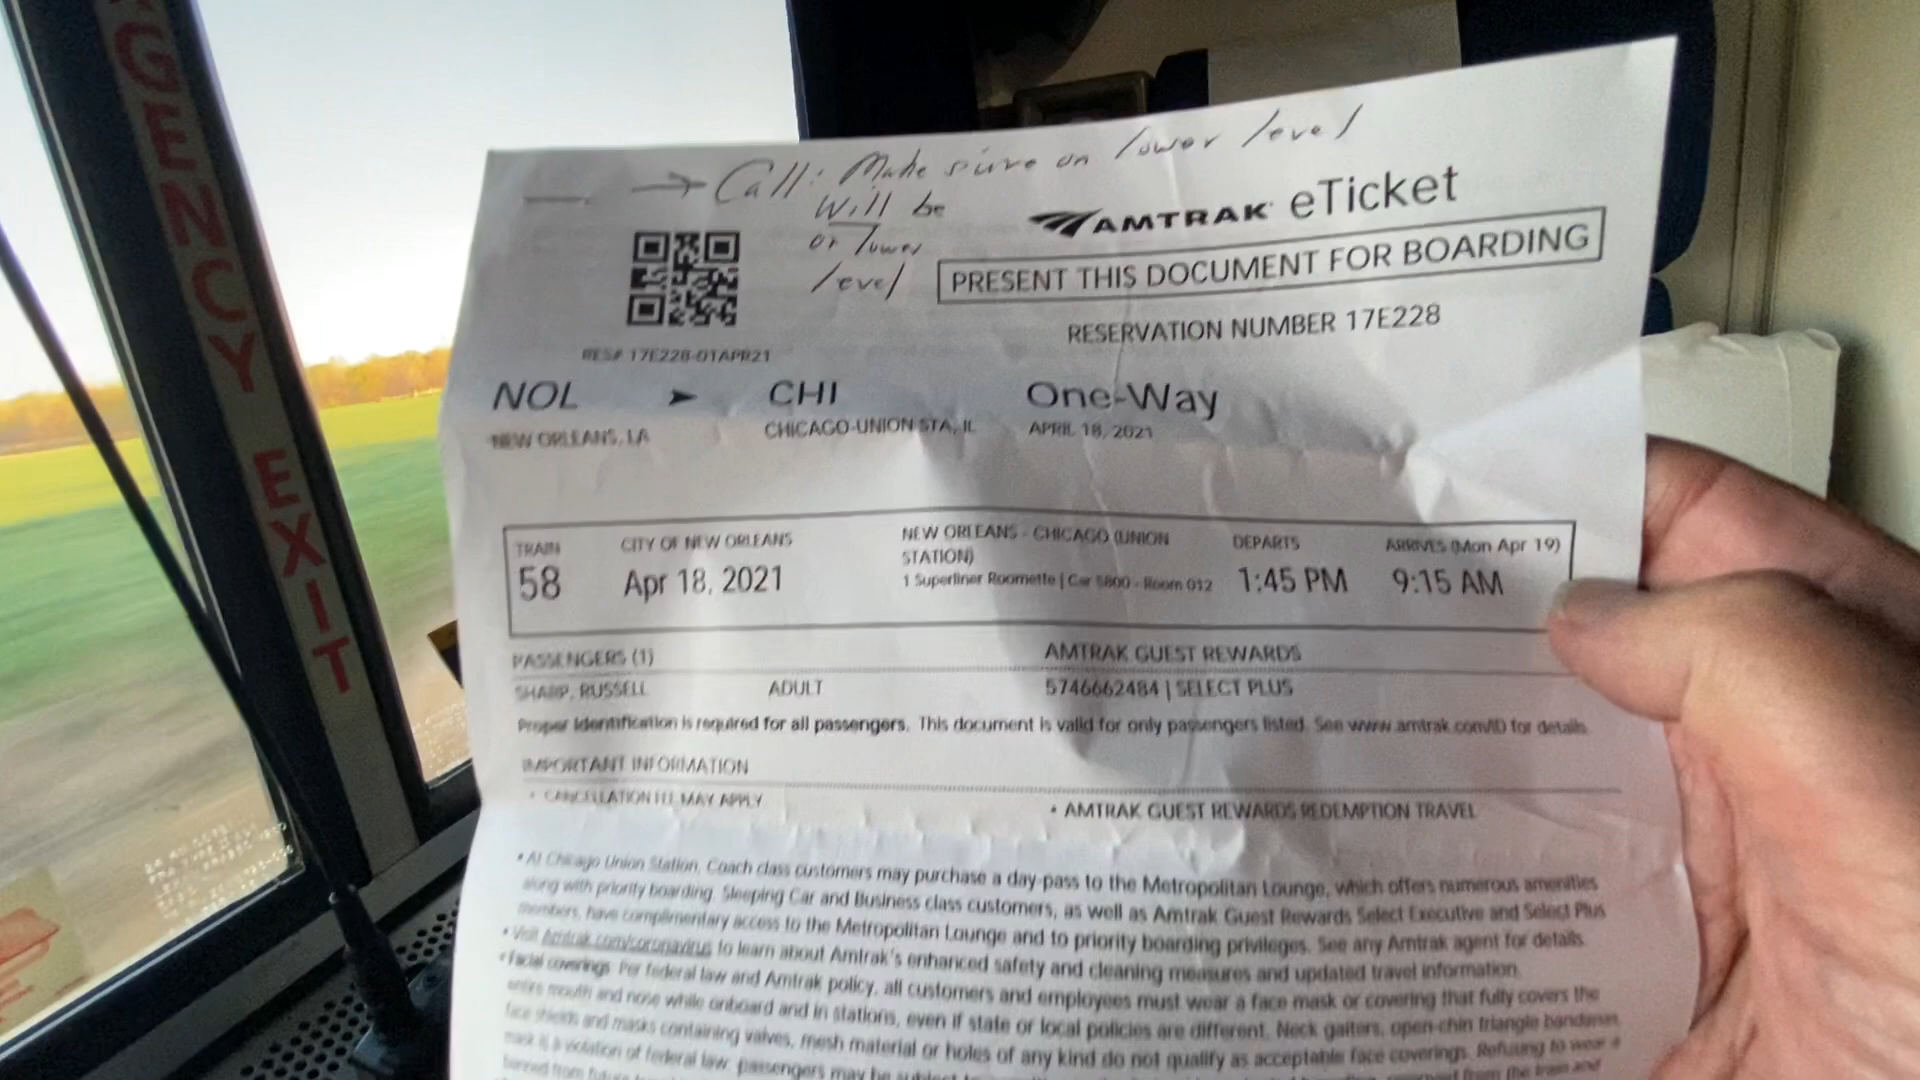 EMERGENCY EXIT
→ Call: Make sure on lower level
Will be
on lower
level
AMTRAK eTicket
PRESENT THIS DOCUMENT FOR BOARDING
RESERVATION NUMBER 17E228
RES# 17E228-01APR21
NOL ➤ CHI One-Way
NEW ORLEANS, LA CHICAGO-UNION STA, IL APRIL 18, 2021
TRAIN CITY OF NEW ORLEANS NEW ORLEANS - CHICAGO (UNION STATION) DEPARTS ARRIVES (Mon Apr 19)
58 Apr 18, 2021 1 Superliner Roomette | Car 5800 - Room 012 1:45 PM 9:15 AM
PASSENGERS (1) AMTRAK GUEST REWARDS
SHARP, RUSSELL ADULT 5746662484 | SELECT PLUS
Proper identification is required for all passengers. This document is valid for only passengers listed. See www.amtrak.com/ID for details.
IMPORTANT INFORMATION
• CANCELLATION FEE MAY APPLY • AMTRAK GUEST REWARDS REDEMPTION TRAVEL
• At Chicago Union Station, Coach class customers may purchase a day-pass to the Metropolitan Lounge, which offers numerous amenities
along with priority boarding. Sleeping Car and Business class customers, as well as Amtrak Guest Rewards Select Executive and Select Plus
members, have complimentary access to the Metropolitan Lounge and to priority boarding privileges. See any Amtrak agent for details.
• Visit Amtrak.com/coronavirus to learn about Amtrak's enhanced safety and cleaning measures and updated travel information.
• Facial coverings. Per federal law and Amtrak policy, all customers and employees must wear a face mask or covering that fully covers the
entire mouth and nose while onboard and in stations, even if state or local policies are different. Neck gaiters, open-chin triangle bandanas,
face shields and masks containing valves, mesh material or holes of any kind do not qualify as acceptable face coverings. Refusing to wear a
mask is a violation of federal law; passengers may be subject to